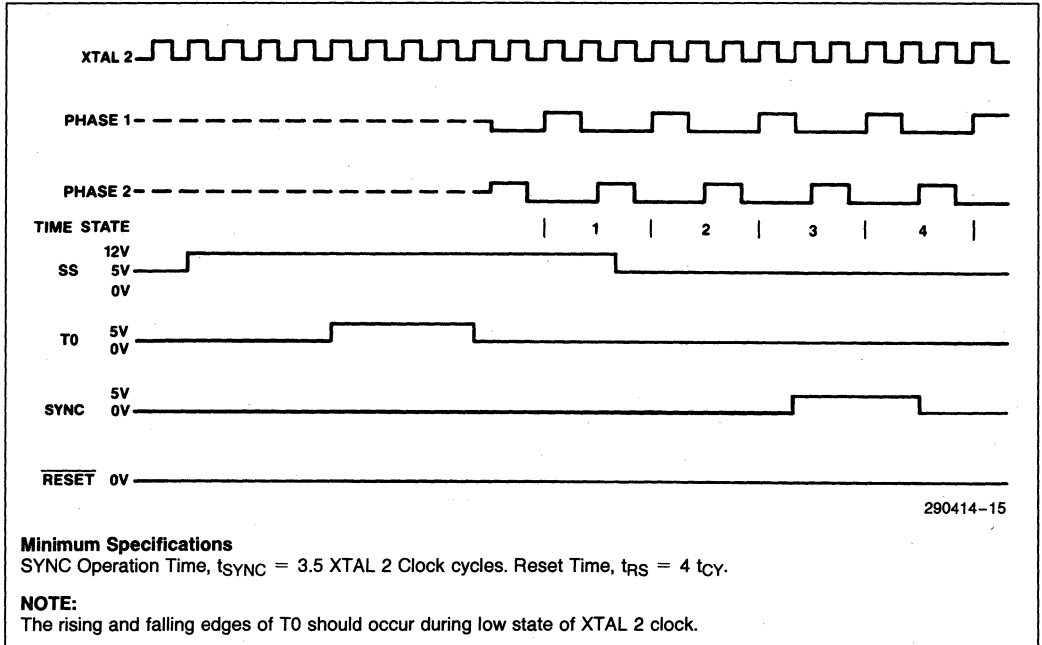 XTAL 2
PHASE 1
PHASE 2
TIME STATE | 1 | 2 | 3 | 4 |
12V
SS 5V
0V
5V
T0 0V
5V
SYNC 0V
RESET 0V
290414-15
Minimum Specifications
SYNC Operation Time, tSYNC = 3.5 XTAL 2 Clock cycles. Reset Time, tRS = 4 tCY.
NOTE:
The rising and falling edges of T0 should occur during low state of XTAL 2 clock.